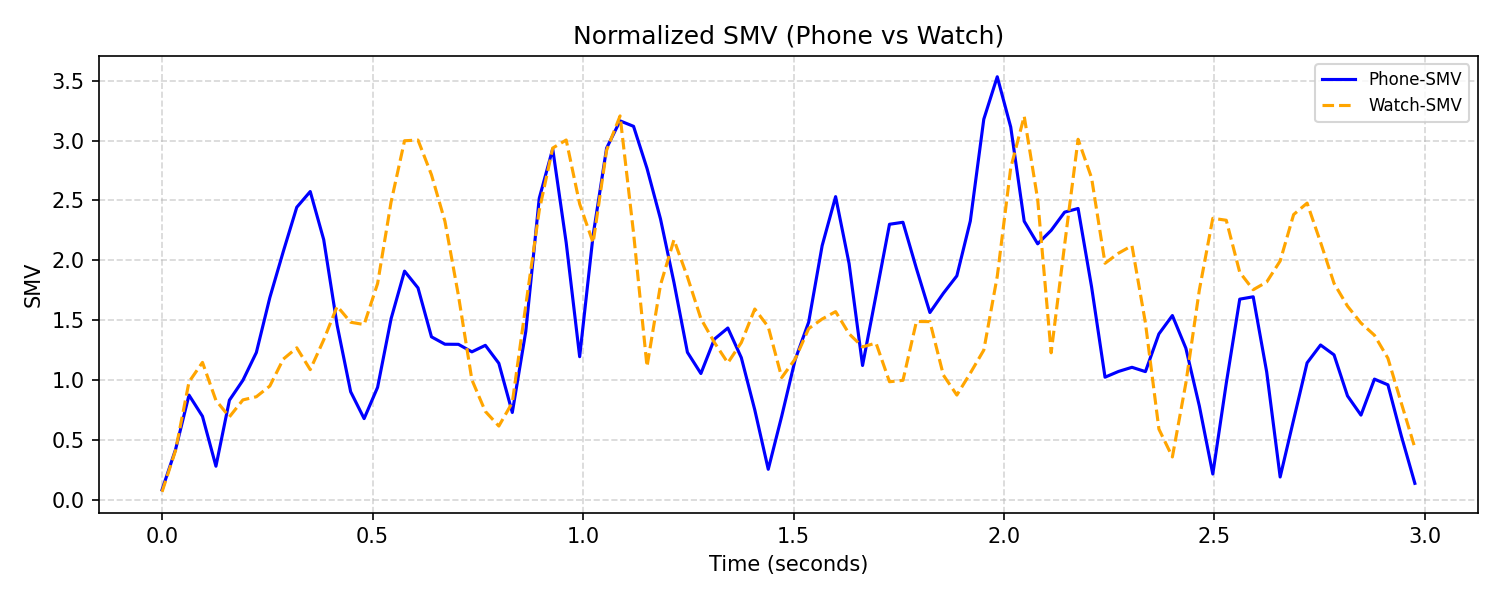 Normalized SMV (Phone vs Watch)
Phone-SMV
Watch-SMV
SMV
3.5
3.0
2.5
2.0
1.5
1.0
0.5
0.0
0.0 0.5 1.0 1.5 2.0 2.5 3.0
Time (seconds)